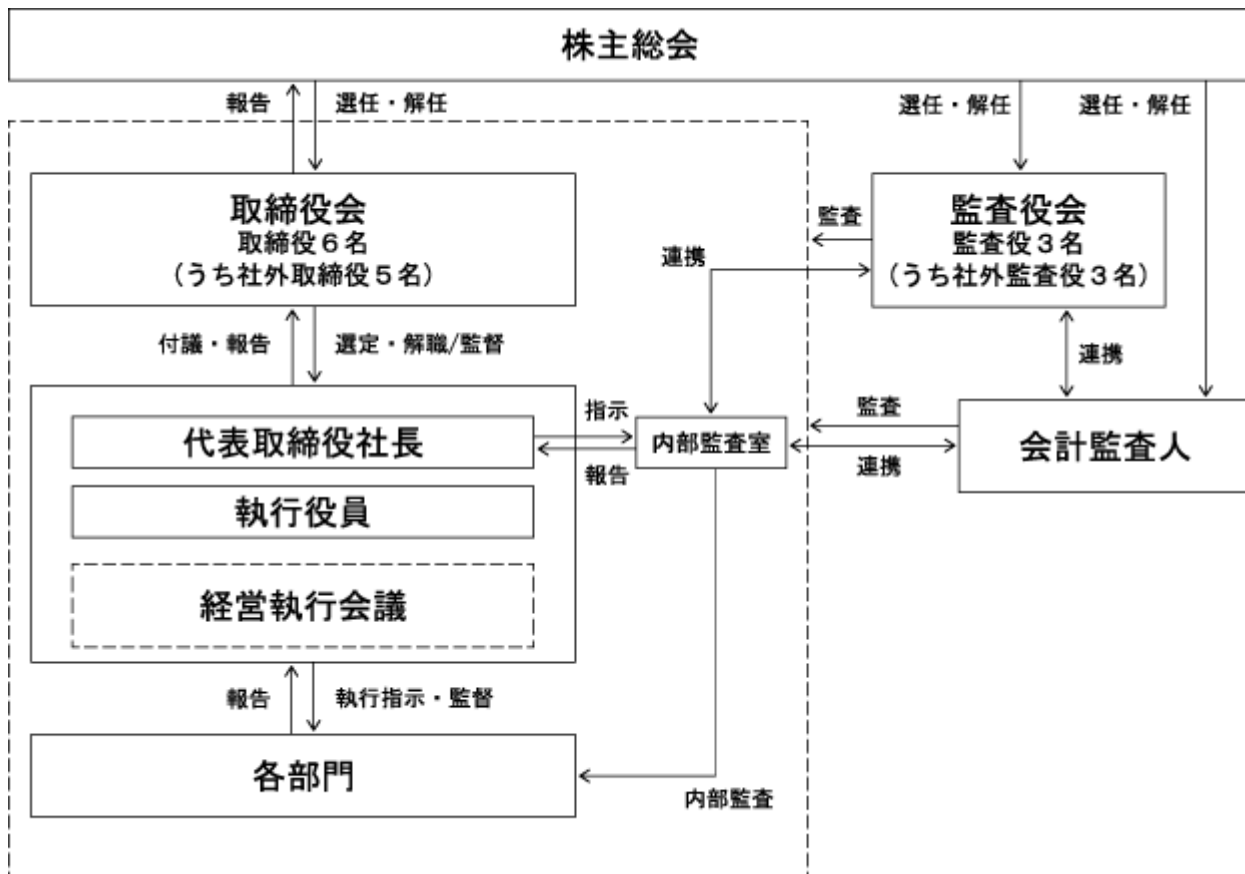 株主総会
報告
選任・解任
選任・解任
選任・解任
取締役会
取締役６名
（うち社外取締役５名）
監査
監査役会
監査役３名
（うち社外監査役３名）
連携
付議・報告
選定・解職/監督
連携
代表取締役社長
指示
報告
内部監査室
監査
連携
会計監査人
執行役員
経営執行会議
報告
執行指示・監督
各部門
内部監査